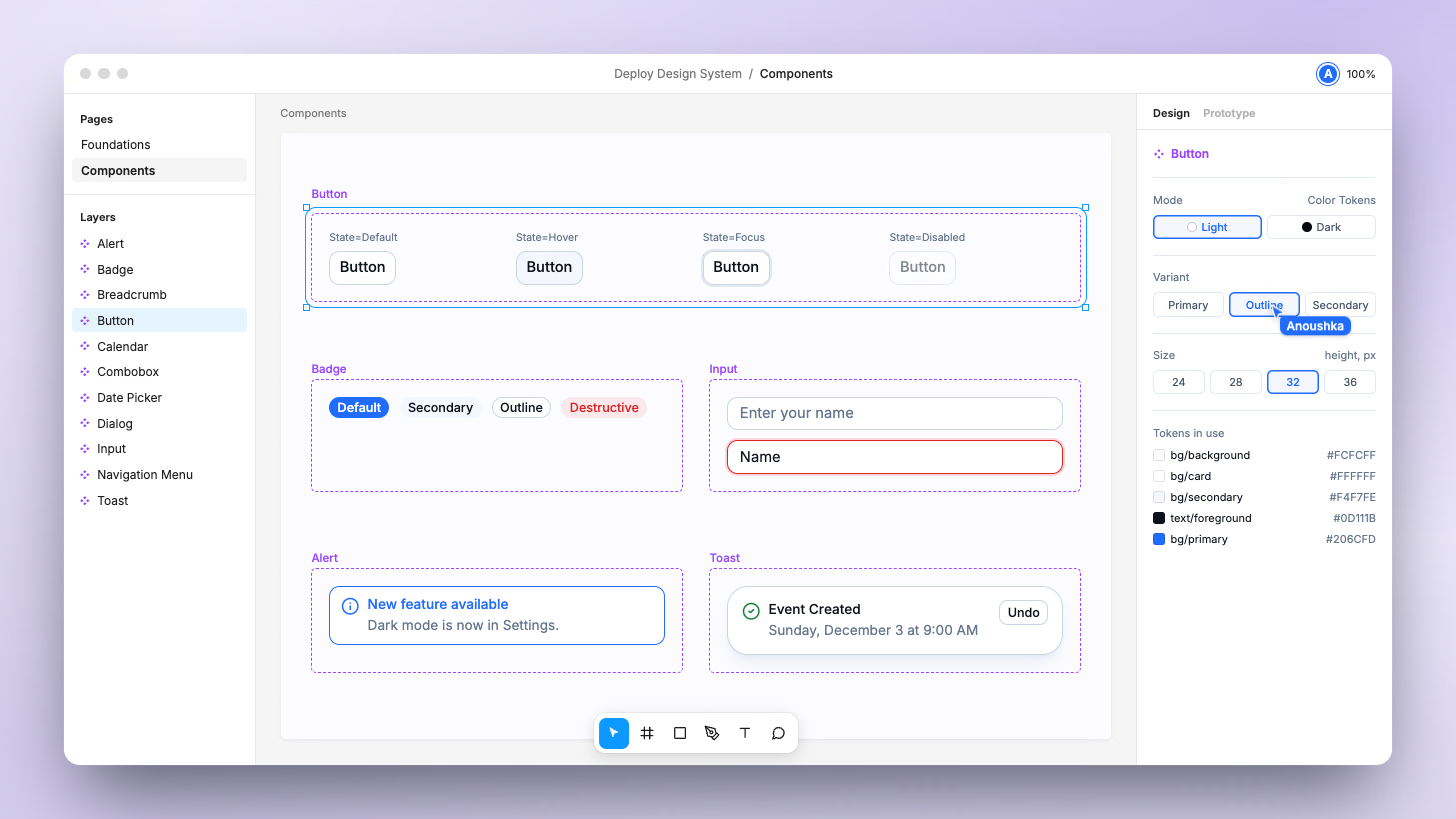 Deploy Design System / Components
A 100%
Pages
Foundations
Components
Layers
Alert
Badge
Breadcrumb
Button
Calendar
Combobox
Date Picker
Dialog
Input
Navigation Menu
Toast
Components
Button
State=Default State=Hover State=Focus State=Disabled
Button Button Button Button
Badge
Default Secondary Outline Destructive
Input
Enter your name
Name
Alert
New feature available
Dark mode is now in Settings.
Toast
Event Created
Sunday, December 3 at 9:00 AM
Undo
Design Prototype
Button
Mode Color Tokens
Light Dark
Variant
Primary Outline Secondary
Anoushka
Size height, px
24 28 32 36
Tokens in use
bg/background #FCFCFF
bg/card #FFFFFF
bg/secondary #F4F7FE
text/foreground #0D111B
bg/primary #206CFD